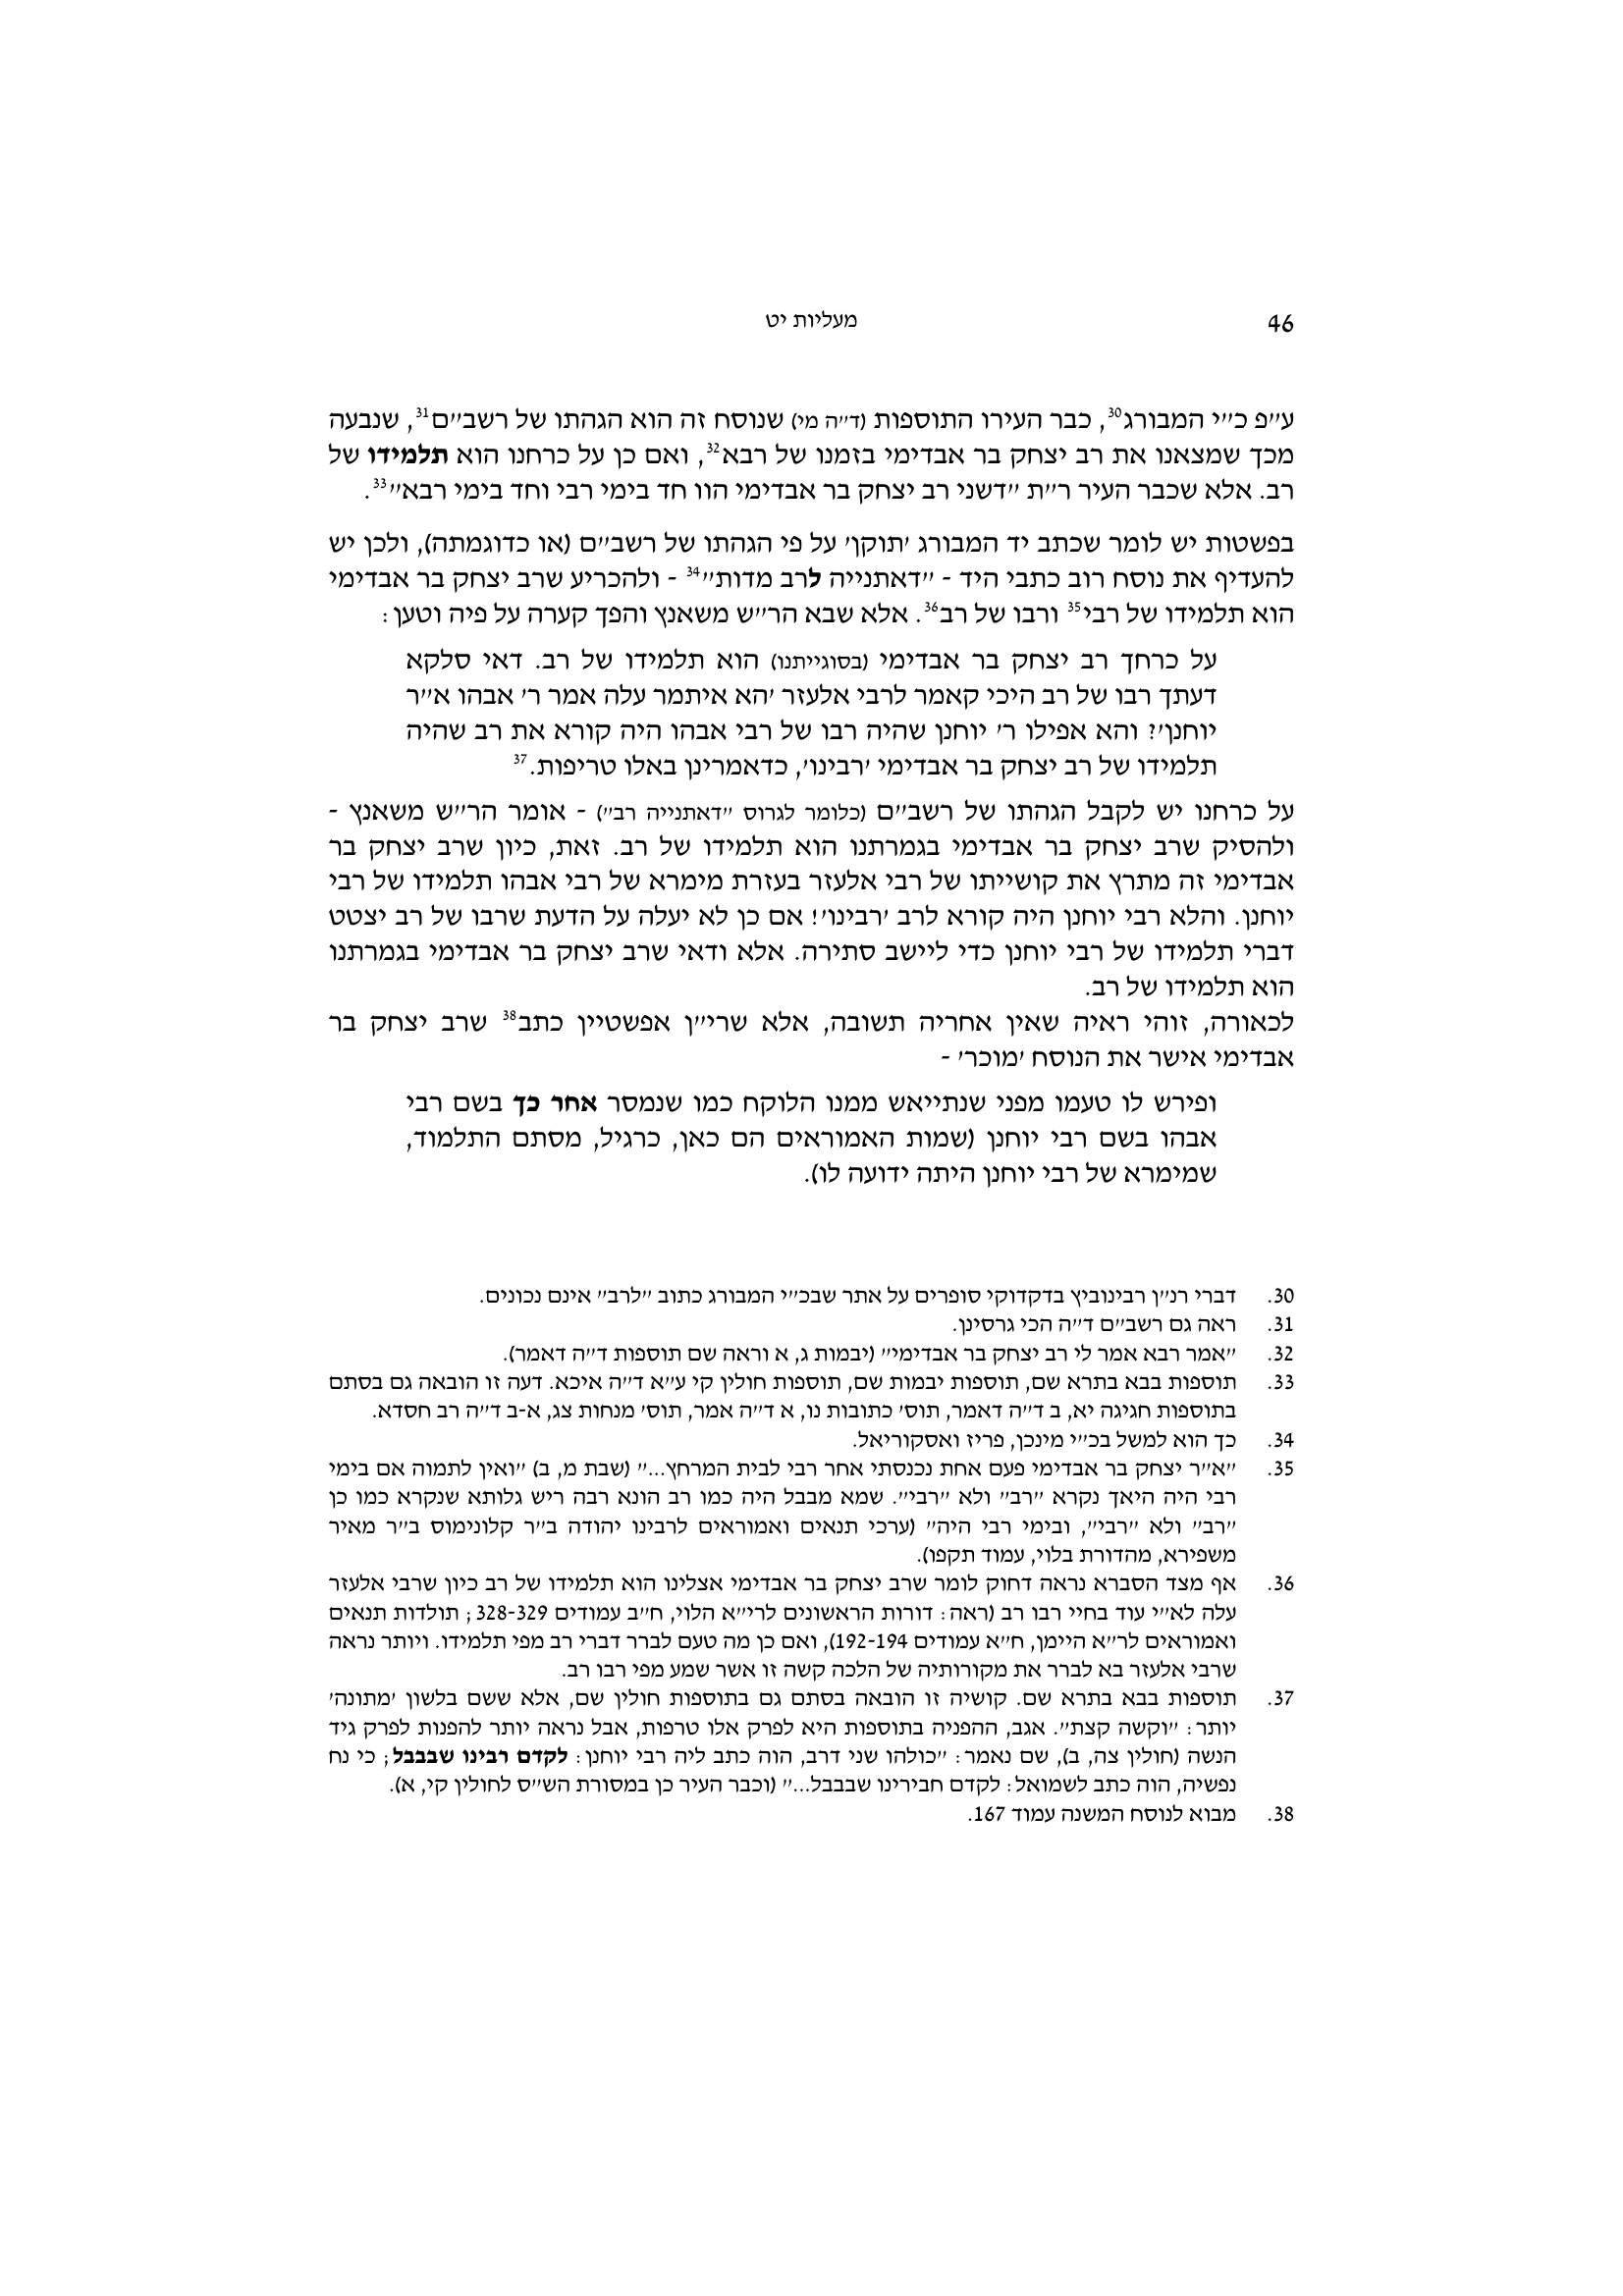 46
מעליות יט
ע״פ כ״י המבורג30, כבר העירו התוספות (ד״ה מי) שנוסח זה הוא הגהתו של רשב״ם31, שנבעה
מכך שמצאנו את רב יצחק בר אבדימי בזמנו של רבא32, ואם כן על כרחנו הוא תלמידו של
רב. אלא שכבר העיר ר״ת ״דשני רב יצחק בר אבדימי הוו חד בימי רבי וחד בימי רבא״33.
בפשטות יש לומר שכתב יד המבורג ׳תוקן׳ על פי הגהתו של רשב״ם (או כדוגמתה), ולכן יש
להעדיף את נוסח רוב כתבי היד - ״דאתנייה לרב מדות״34 - ולהכריע שרב יצחק בר אבדימי
הוא תלמידו של רבי35 ורבו של רב36. אלא שבא הר״ש משאנץ והפך קערה על פיה וטען:
על כרחך רב יצחק בר אבדימי (בסוגייתנו) הוא תלמידו של רב. דאי סלקא
דעתך רבו של רב היכי קאמר לרבי אלעזר ׳הא איתמר עלה אמר ר׳ אבהו א״ר
יוחנן׳? והא אפילו ר׳ יוחנן שהיה רבו של רבי אבהו היה קורא את רב שהיה
תלמידו של רב יצחק בר אבדימי ׳רבינו׳, כדאמרינן באלו טריפות.37
על כרחנו יש לקבל הגהתו של רשב״ם (כלומר לגרוס ״דאתנייה רב״) - אומר הר״ש משאנץ -
ולהסיק שרב יצחק בר אבדימי בגמרתנו הוא תלמידו של רב. זאת, כיון שרב יצחק בר
אבדימי זה מתרץ את קושייתו של רבי אלעזר בעזרת מימרא של רבי אבהו תלמידו של רבי
יוחנן. והלא רבי יוחנן היה קורא לרב ׳רבינו׳! אם כן לא יעלה על הדעת שרבו של רב יצטט
דברי תלמידו של רבי יוחנן כדי ליישב סתירה. אלא ודאי שרב יצחק בר אבדימי בגמרתנו
הוא תלמידו של רב.
לכאורה, זוהי ראיה שאין אחריה תשובה, אלא שרי״ן אפשטיין כתב38 שרב יצחק בר
אבדימי אישר את הנוסח ׳מוכר׳ -
ופירש לו טעמו מפני שנתייאש ממנו הלוקח כמו שנמסר אחר כך בשם רבי
אבהו בשם רבי יוחנן (שמות האמוראים הם כאן, כרגיל, מסתם התלמוד,
שמימרא של רבי יוחנן היתה ידועה לו).
30. דברי רנ״ן רבינוביץ בדקדוקי סופרים על אתר שבכ״י המבורג כתוב ״לרב״ אינם נכונים.
31. ראה גם רשב״ם ד״ה הכי גרסינן.
32. ״אמר רבא אמר לי רב יצחק בר אבדימי״ (יבמות ג, א וראה שם תוספות ד״ה דאמר).
33. תוספות בבא בתרא שם, תוספות יבמות שם, תוספות חולין קי ע״א ד״ה איכא. דעה זו הובאה גם בסתם
בתוספות חגיגה יא, ב ד״ה דאמר, תוס׳ כתובות נו, א ד״ה אמר, תוס׳ מנחות צג, א-ב ד״ה רב חסדא.
34. כך הוא למשל בכ״י מינכן, פריז ואסקוריאל.
35. ״א״ר יצחק בר אבדימי פעם אחת נכנסתי אחר רבי לבית המרחץ...״ (שבת מ, ב) ״ואין לתמוה אם בימי
רבי היה היאך נקרא ״רב״ ולא ״רבי״. שמא מבבל היה כמו רב הונא רבה ריש גלותא שנקרא כמו כן
״רב״ ולא ״רבי״, ובימי רבי היה״ (ערכי תנאים ואמוראים לרבינו יהודה ב״ר קלונימוס ב״ר מאיר
משפירא, מהדורת בלוי, עמוד תקפו).
36. אף מצד הסברא נראה דחוק לומר שרב יצחק בר אבדימי אצלינו הוא תלמידו של רב כיון שרבי אלעזר
עלה לא״י עוד בחיי רבו רב (ראה: דורות הראשונים לרי״א הלוי, ח״ב עמודים 328-329; תולדות תנאים
ואמוראים לר״א היימן, ח״א עמודים 192-194), ואם כן מה טעם לברר דברי רב מפי תלמידו. ויותר נראה
שרבי אלעזר בא לברר את מקורותיה של הלכה קשה זו אשר שמע מפי רבו רב.
37. תוספות בבא בתרא שם. קושיה זו הובאה בסתם גם בתוספות חולין שם, אלא ששם בלשון ׳מתונה׳
יותר: ״וקשה קצת״. אגב, ההפניה בתוספות היא לפרק אלו טרפות, אבל נראה יותר להפנות לפרק גיד
הנשה (חולין צה, ב), שם נאמר: ״כולהו שני דרב, הוה כתב ליה רבי יוחנן: לקדם רבינו שבבבל; כי נח
נפשיה, הוה כתב לשמואל: לקדם חבירינו שבבבל...״ (וכבר העיר כן במסורת הש״ס לחולין קי, א).
38. מבוא לנוסח המשנה עמוד 167.